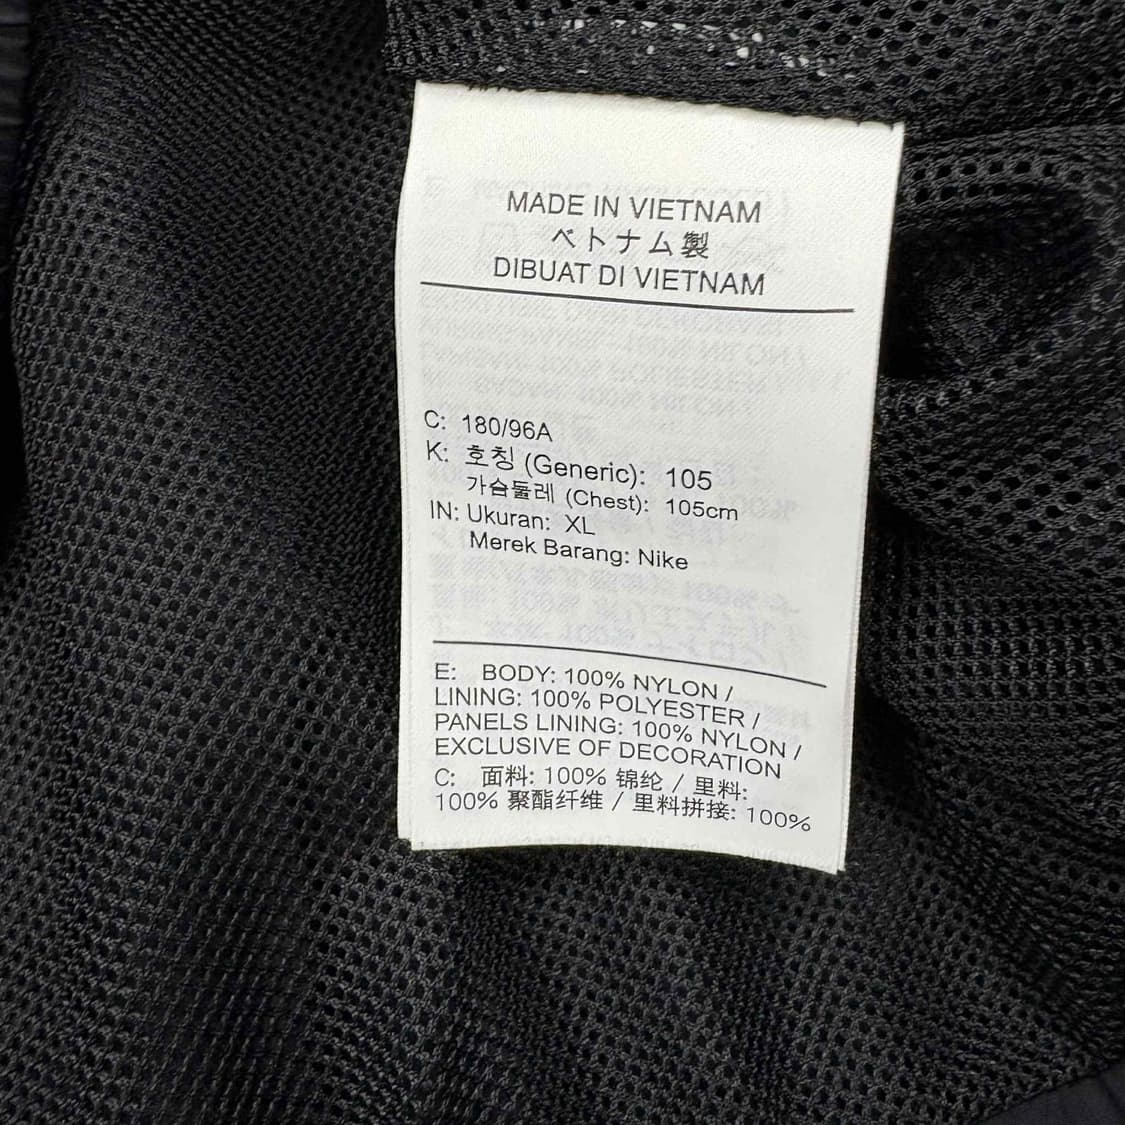 MADE IN VIETNAM
ベトナム製
DIBUAT DI VIETNAM
C: 180/96A
K: 호칭 (Generic): 105
가슴둘레 (Chest): 105cm
IN: Ukuran: XL
Merek Barang: Nike
E: BODY: 100% NYLON /
LINING: 100% POLYESTER /
PANELS LINING: 100% NYLON /
EXCLUSIVE OF DECORATION
C: 面料: 100% 锦纶 / 里料:
100% 聚酯纤维 / 里料拼接: 100%